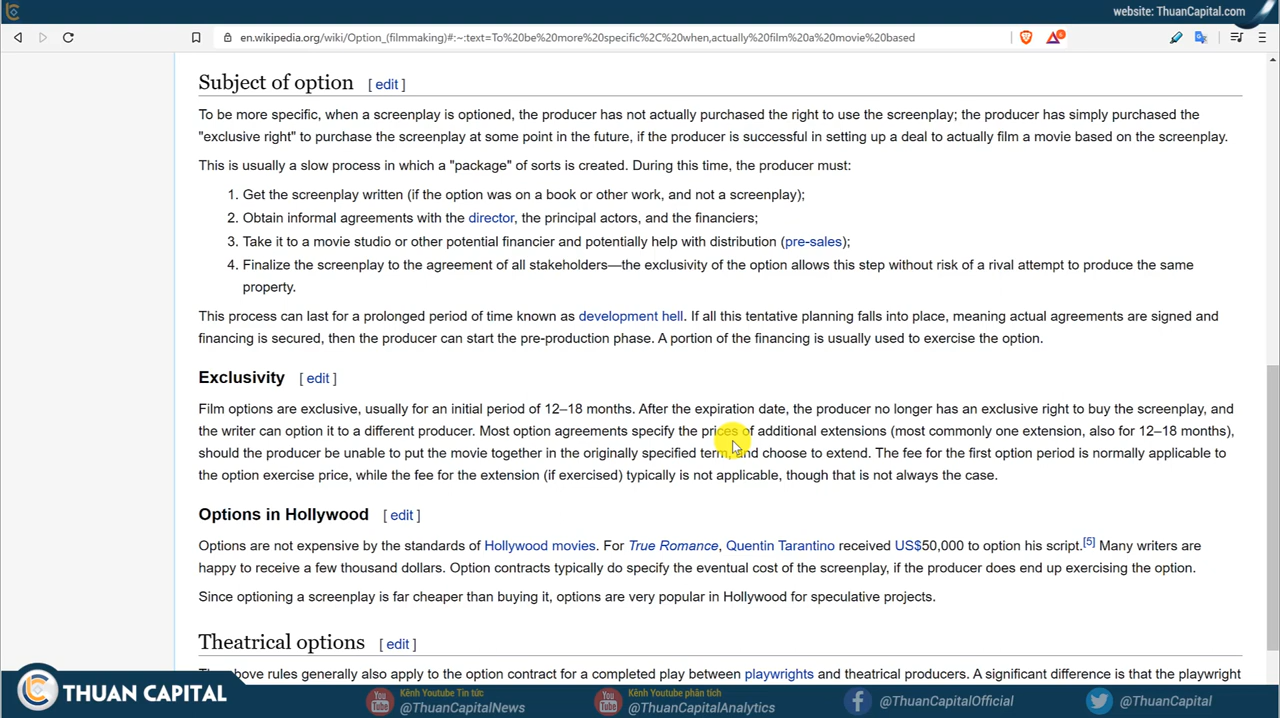 website: ThuanCapital.com
en.wikipedia.org/wiki/Option_(filmmaking)#:~:text=To%20be%20more%20specific%2C%20when,actually%20film%20a%20movie%20based
Subject of option [ edit ]
To be more specific, when a screenplay is optioned, the producer has not actually purchased the right to use the screenplay; the producer has simply purchased the
"exclusive right" to purchase the screenplay at some point in the future, if the producer is successful in setting up a deal to actually film a movie based on the screenplay.
This is usually a slow process in which a "package" of sorts is created. During this time, the producer must:
1. Get the screenplay written (if the option was on a book or other work, and not a screenplay);
2. Obtain informal agreements with the director, the principal actors, and the financiers;
3. Take it to a movie studio or other potential financier and potentially help with distribution (pre-sales);
4. Finalize the screenplay to the agreement of all stakeholders—the exclusivity of the option allows this step without risk of a rival attempt to produce the same
property.
This process can last for a prolonged period of time known as development hell. If all this tentative planning falls into place, meaning actual agreements are signed and
financing is secured, then the producer can start the pre-production phase. A portion of the financing is usually used to exercise the option.
Exclusivity [ edit ]
Film options are exclusive, usually for an initial period of 12–18 months. After the expiration date, the producer no longer has an exclusive right to buy the screenplay, and
the writer can option it to a different producer. Most option agreements specify the prices of additional extensions (most commonly one extension, also for 12–18 months),
should the producer be unable to put the movie together in the originally specified term, and choose to extend. The fee for the first option period is normally applicable to
the option exercise price, while the fee for the extension (if exercised) typically is not applicable, though that is not always the case.
Options in Hollywood [ edit ]
Options are not expensive by the standards of Hollywood movies. For True Romance, Quentin Tarantino received US$50,000 to option his script.[5] Many writers are
happy to receive a few thousand dollars. Option contracts typically do specify the eventual cost of the screenplay, if the producer does end up exercising the option.
Since optioning a screenplay is far cheaper than buying it, options are very popular in Hollywood for speculative projects.
Theatrical options [ edit ]
The above rules generally also apply to the option contract for a completed play between playwrights and theatrical producers. A significant difference is that the playwright
THUAN CAPITAL
Kênh Youtube Tin tức
@ThuanCapitalNews
Kênh Youtube phân tích
@ThuanCapitalAnalytics
@ThuanCapitalOfficial
@ThuanCapital